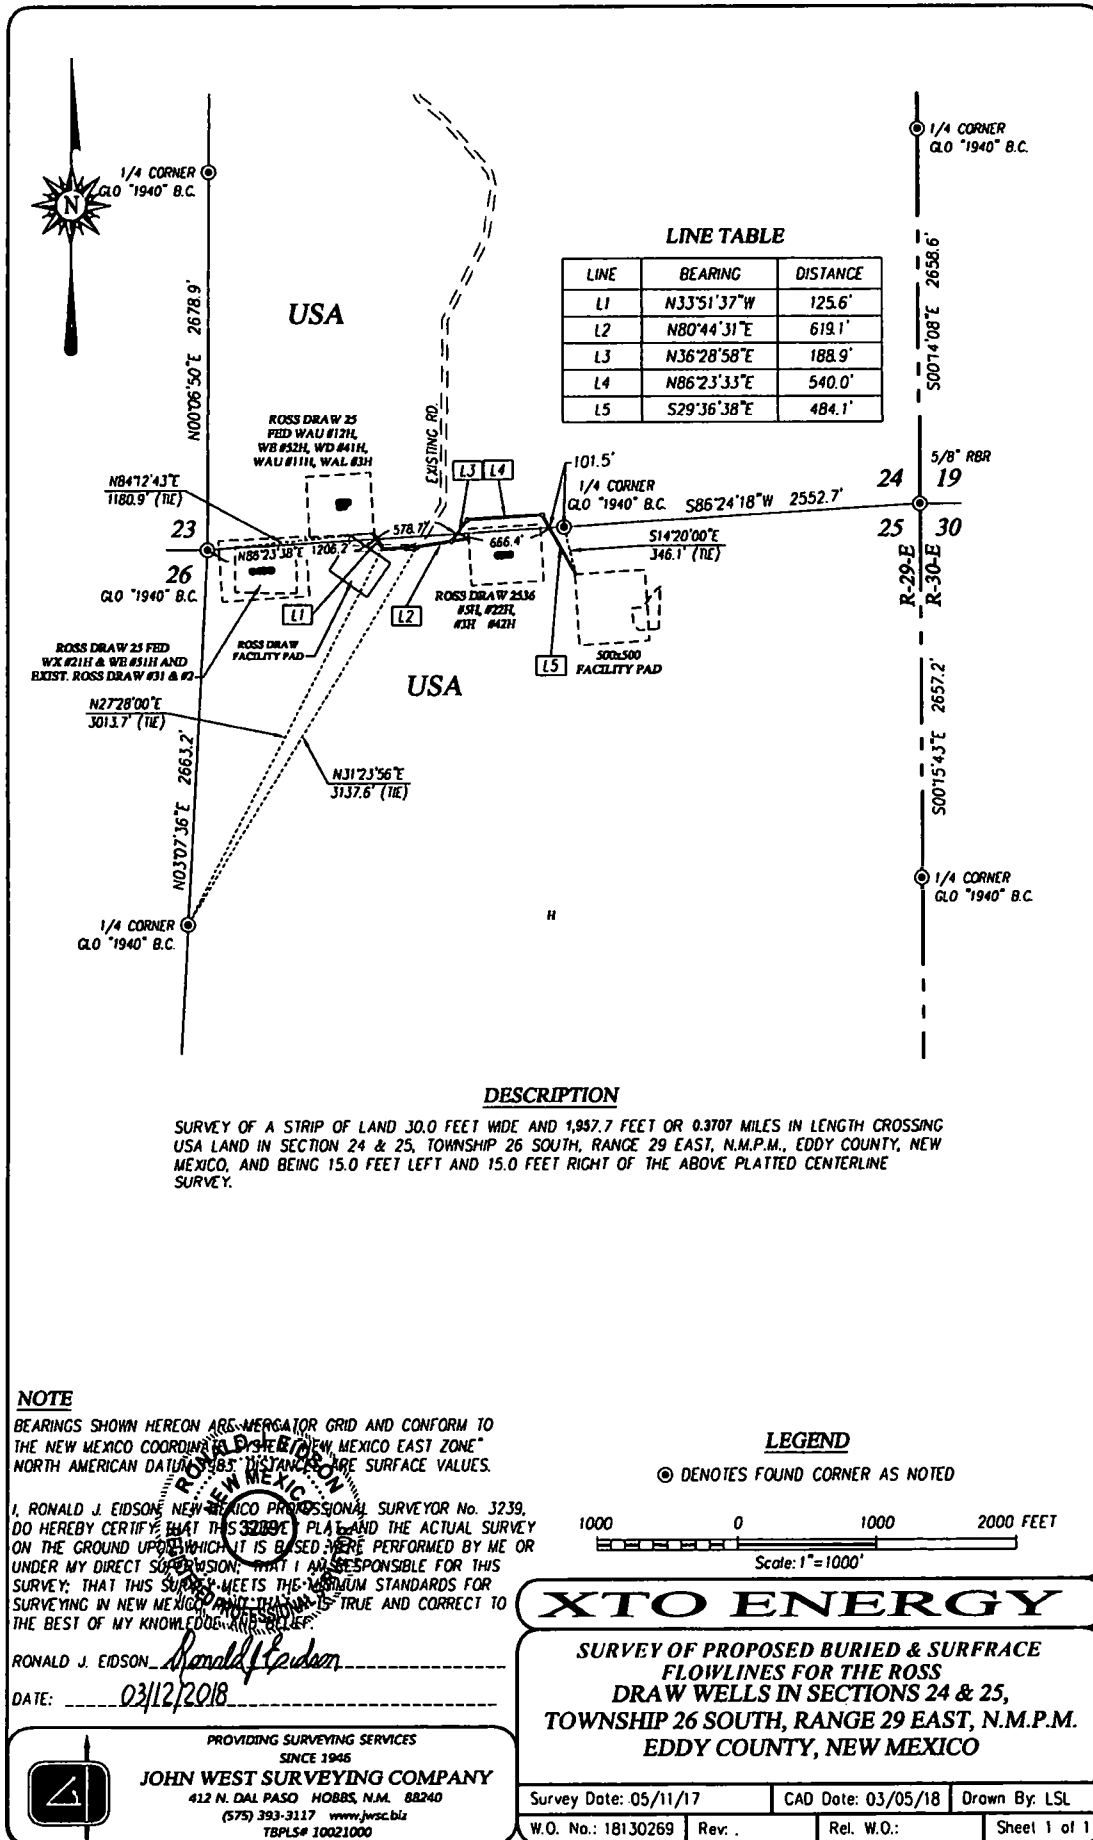 1/4 CORNER
GLO "1940" B.C.
1/4 CORNER
GLO "1940" B.C.
N
LINE TABLE
LINE BEARING DISTANCE
L1 N33°51'37"W 125.6'
L2 N80°44'31"E 619.1'
L3 N36°28'58"E 188.9'
L4 N86°23'33"E 540.0'
L5 S29°36'38"E 484.1'
USA
N00°06'50"E 2678.9'
S00°14'08"E 2658.6'
EXISTING RD.
ROSS DRAW 25
FED WAU #12H,
WB #52H, WD #41H,
WAU #111H, WAL #3H
L3 L4
101.5'
1/4 CORNER
GLO "1940" B.C.
S86°24'18"W 2552.7'
5/8" RBR
24 19
25 30
R-29-E
R-30-E
N84°12'43"E
1180.9' (TIE)
23
26
GLO "1940" B.C.
N86°23'38"E 1206.2'
578.7'
666.4'
S14°20'00"E
346.1' (TIE)
L1
L2
ROSS DRAW
FACILITY PAD
ROSS DRAW 2536
#5H, #22H,
#3H #42H
L5
500x500
FACILITY PAD
ROSS DRAW 25 FED
WX #21H & WB #51H AND
EXIST. ROSS DRAW #31 & #2
USA
N27°28'00"E
3013.7' (TIE)
N31°23'56"E
3137.6' (TIE)
N03°07'36"E 2663.2'
S00°15'43"E 2657.2'
1/4 CORNER
GLO "1940" B.C.
1/4 CORNER
GLO "1940" B.C.
H
DESCRIPTION
SURVEY OF A STRIP OF LAND 30.0 FEET WIDE AND 1,957.7 FEET OR 0.3707 MILES IN LENGTH CROSSING
USA LAND IN SECTION 24 & 25, TOWNSHIP 26 SOUTH, RANGE 29 EAST, N.M.P.M., EDDY COUNTY, NEW
MEXICO, AND BEING 15.0 FEET LEFT AND 15.0 FEET RIGHT OF THE ABOVE PLATTED CENTERLINE
SURVEY.
NOTE
BEARINGS SHOWN HEREON ARE MERCATOR GRID AND CONFORM TO
THE NEW MEXICO COORDINATE SYSTEM "NEW MEXICO EAST ZONE"
NORTH AMERICAN DATUM 1983. DISTANCES ARE SURFACE VALUES.
I, RONALD J. EIDSON, NEW MEXICO PROFESSIONAL SURVEYOR No. 3239,
DO HEREBY CERTIFY THAT THIS SURVEY PLAT AND THE ACTUAL SURVEY
ON THE GROUND UPON WHICH IT IS BASED WERE PERFORMED BY ME OR
UNDER MY DIRECT SUPERVISION; THAT I AM RESPONSIBLE FOR THIS
SURVEY; THAT THIS SURVEY MEETS THE MINIMUM STANDARDS FOR
SURVEYING IN NEW MEXICO; AND THAT IT IS TRUE AND CORRECT TO
THE BEST OF MY KNOWLEDGE AND BELIEF.
RONALD J. EIDSON
NEW MEXICO
3239
REGISTERED PROFESSIONAL SURVEYOR
RONALD J. EIDSON Ronald J Eidson
DATE: 03/12/2018
LEGEND
DENOTES FOUND CORNER AS NOTED
1000 0 1000 2000 FEET
Scale: 1"=1000'
XTO ENERGY
SURVEY OF PROPOSED BURIED & SURFRACE
FLOWLINES FOR THE ROSS
DRAW WELLS IN SECTIONS 24 & 25,
TOWNSHIP 26 SOUTH, RANGE 29 EAST, N.M.P.M.
EDDY COUNTY, NEW MEXICO
PROVIDING SURVEYING SERVICES
SINCE 1946
JOHN WEST SURVEYING COMPANY
412 N. DAL PASO HOBBS, N.M. 88240
(575) 393-3117 www.jwsc.biz
TBPLS# 10021000
Survey Date: 05/11/17 CAD Date: 03/05/18 Drawn By: LSL
W.O. No.: 18130269 Rev: . Rel. W.O.: Sheet 1 of 1